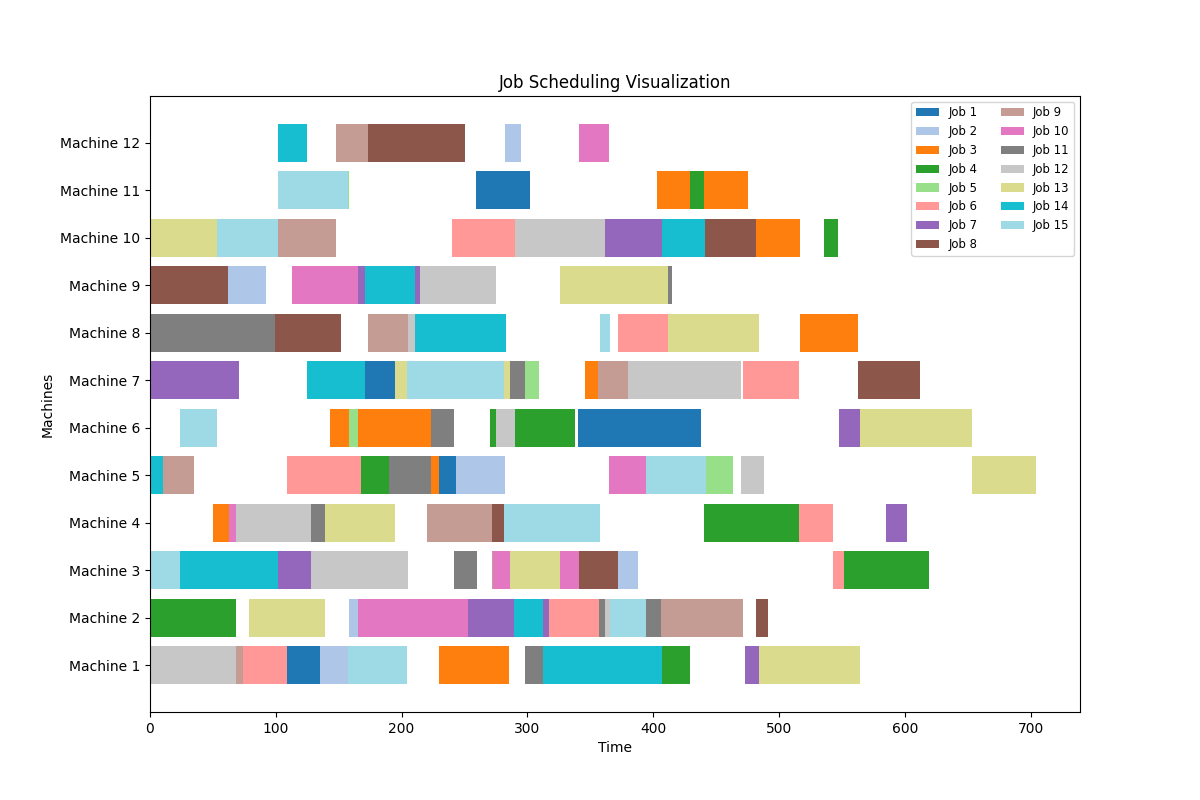 Job Scheduling Visualization
Machine 12
Machine 11
Machine 10
Machine 9
Machine 8
Machine 7
Machine 6
Machine 5
Machine 4
Machine 3
Machine 2
Machine 1
Machines
0 100 200 300 400 500 600 700
Time
Job 1
Job 2
Job 3
Job 4
Job 5
Job 6
Job 7
Job 8
Job 9
Job 10
Job 11
Job 12
Job 13
Job 14
Job 15